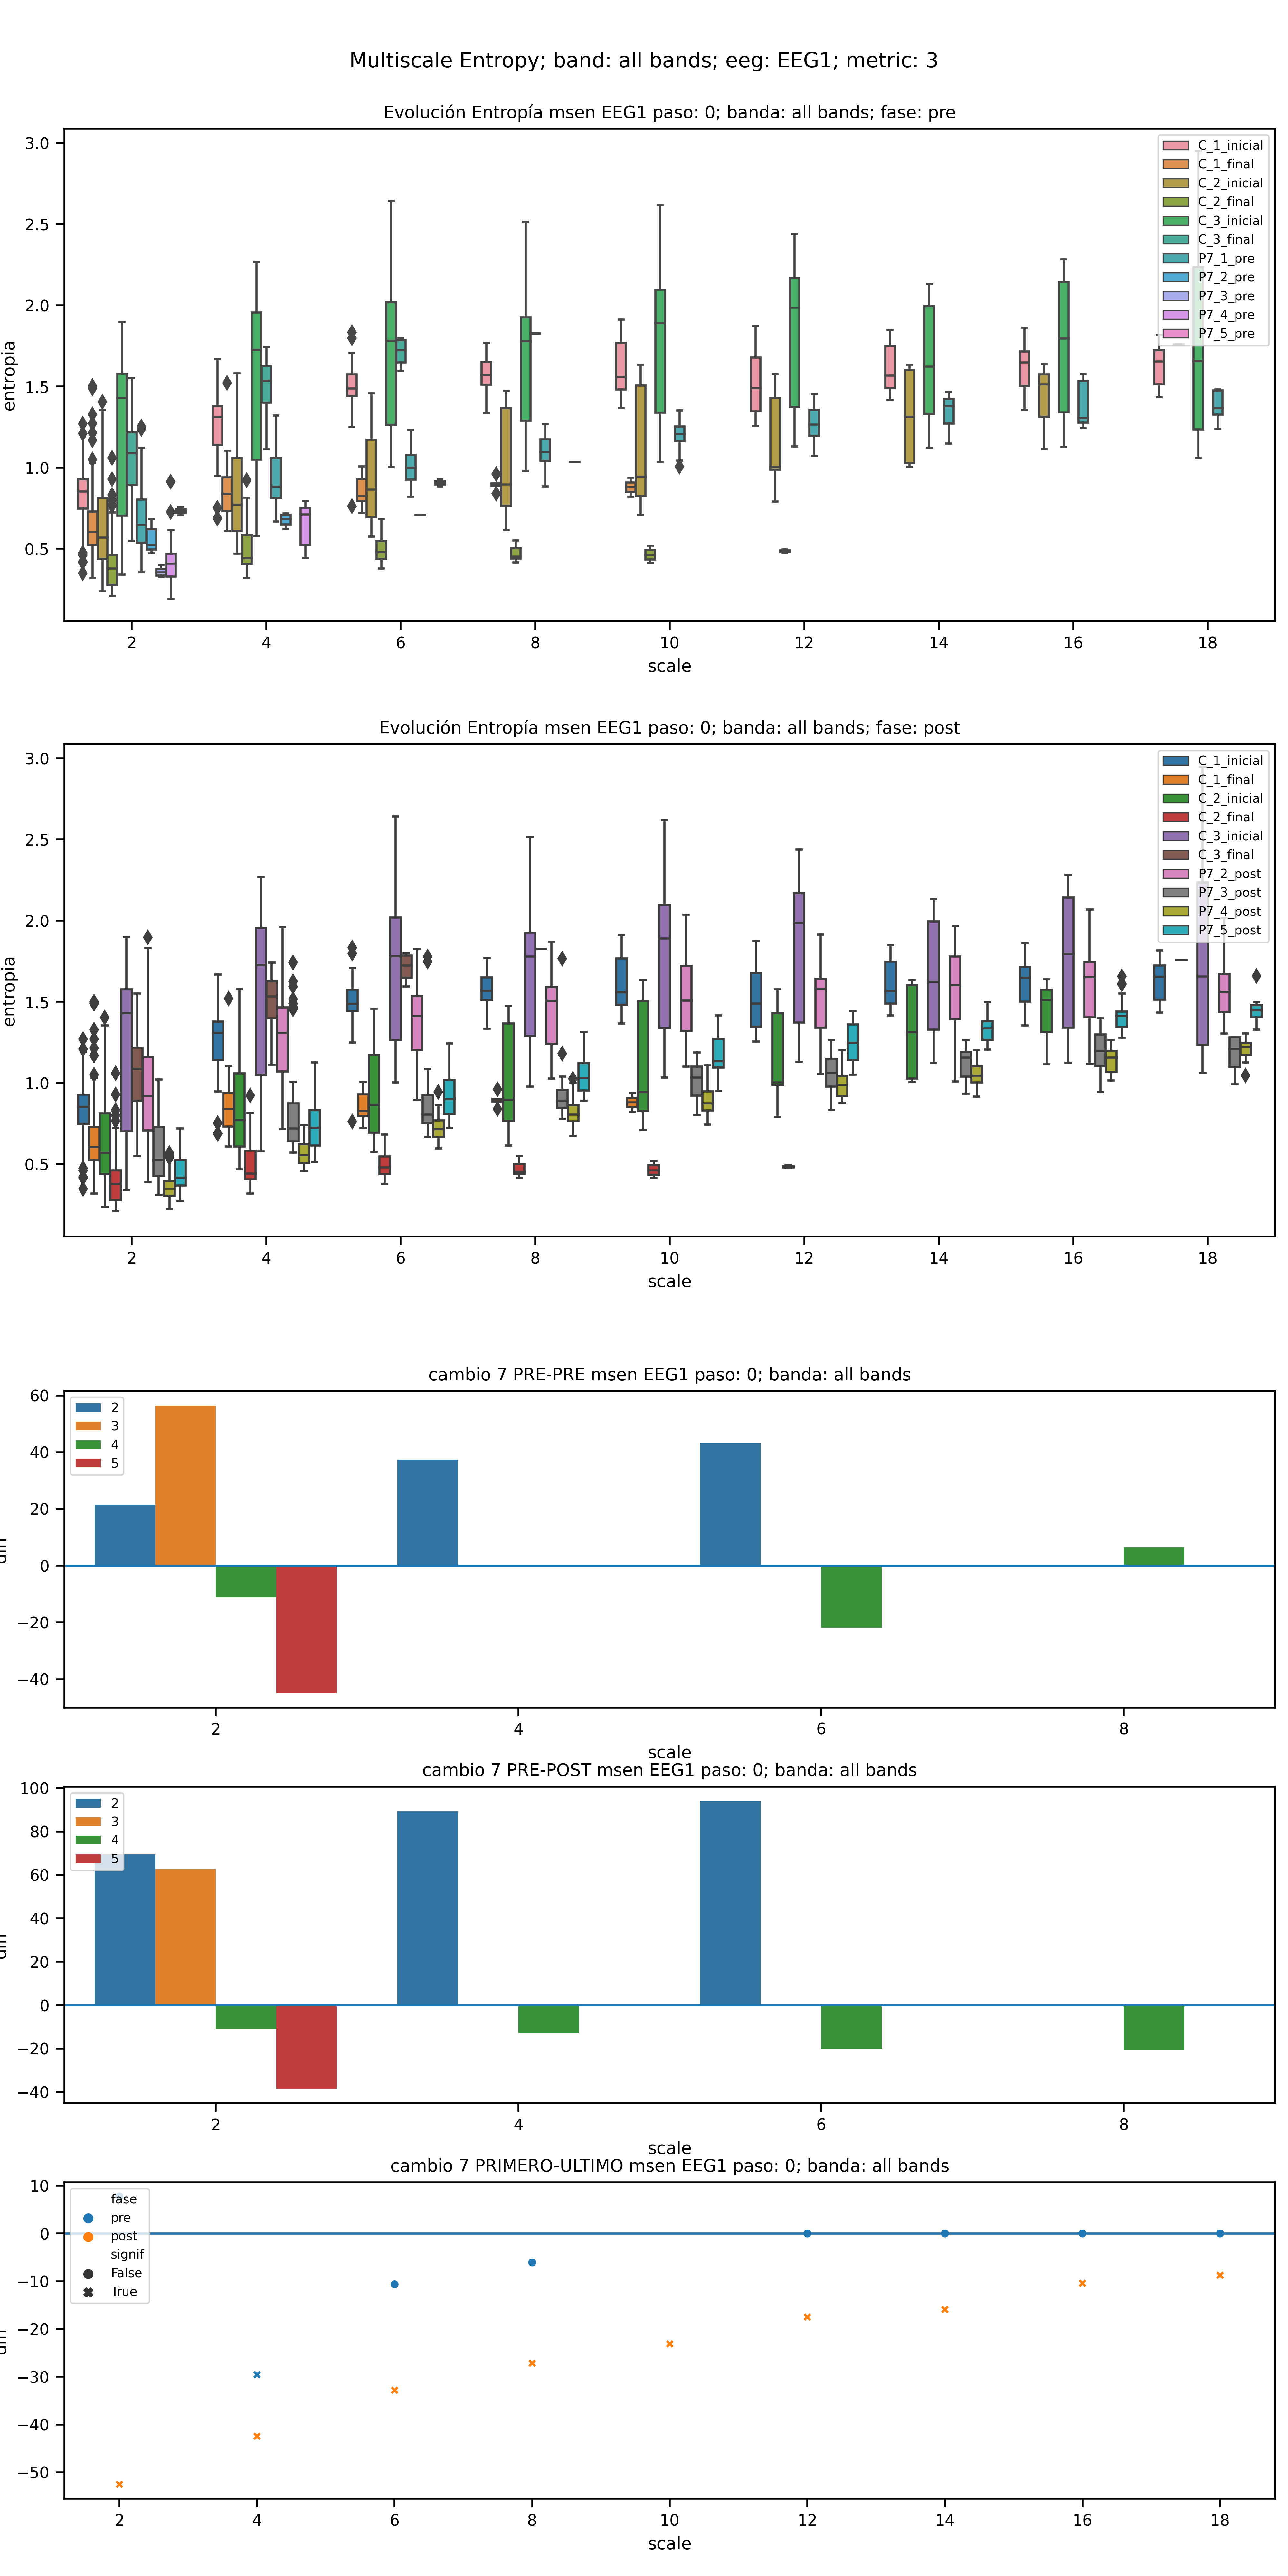 Multiscale Entropy; band: all bands; eeg: EEG1; metric: 3
Evolución Entropía msen EEG1 paso: 0; banda: all bands; fase: pre
entropia
3.0
2.5
2.0
1.5
1.0
0.5
C_1_inicial
C_1_final
C_2_inicial
C_2_final
C_3_inicial
C_3_final
P7_1_pre
P7_2_pre
P7_3_pre
P7_4_pre
P7_5_pre
2 4 6 8 10 12 14 16 18
scale
Evolución Entropía msen EEG1 paso: 0; banda: all bands; fase: post
entropia
3.0
2.5
2.0
1.5
1.0
0.5
C_1_inicial
C_1_final
C_2_inicial
C_2_final
C_3_inicial
C_3_final
P7_2_post
P7_3_post
P7_4_post
P7_5_post
2 4 6 8 10 12 14 16 18
scale
cambio 7 PRE-PRE msen EEG1 paso: 0; banda: all bands
60
40
20
0
−20
−40
2
3
4
5
2 4 6 8
scale
cambio 7 PRE-POST msen EEG1 paso: 0; banda: all bands
100
80
60
40
20
0
−20
−40
2
3
4
5
2 4 6 8
scale
cambio 7 PRIMERO-ULTIMO msen EEG1 paso: 0; banda: all bands
10
0
−10
−20
−30
−40
−50
fase
pre
post
signif
False
True
2 4 6 8 10 12 14 16 18
scale